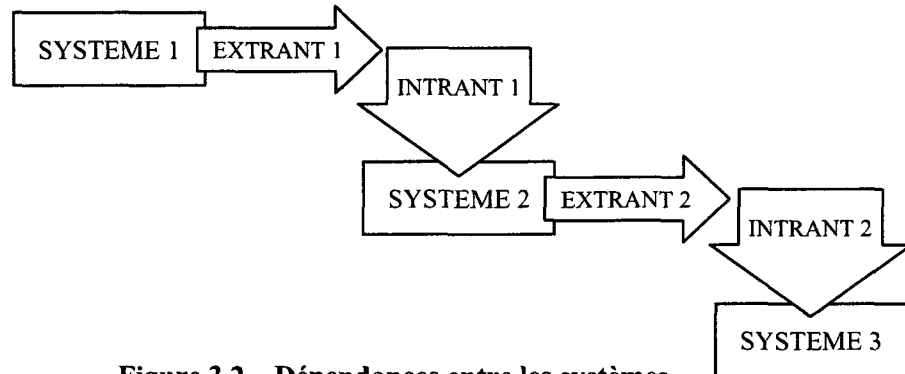 SYSTEME 1
EXTRANT 1
INTRANT 1
SYSTEME 2
EXTRANT 2
INTRANT 2
SYSTEME 3
Figure 3.2 – Dépendances entre les systèmes